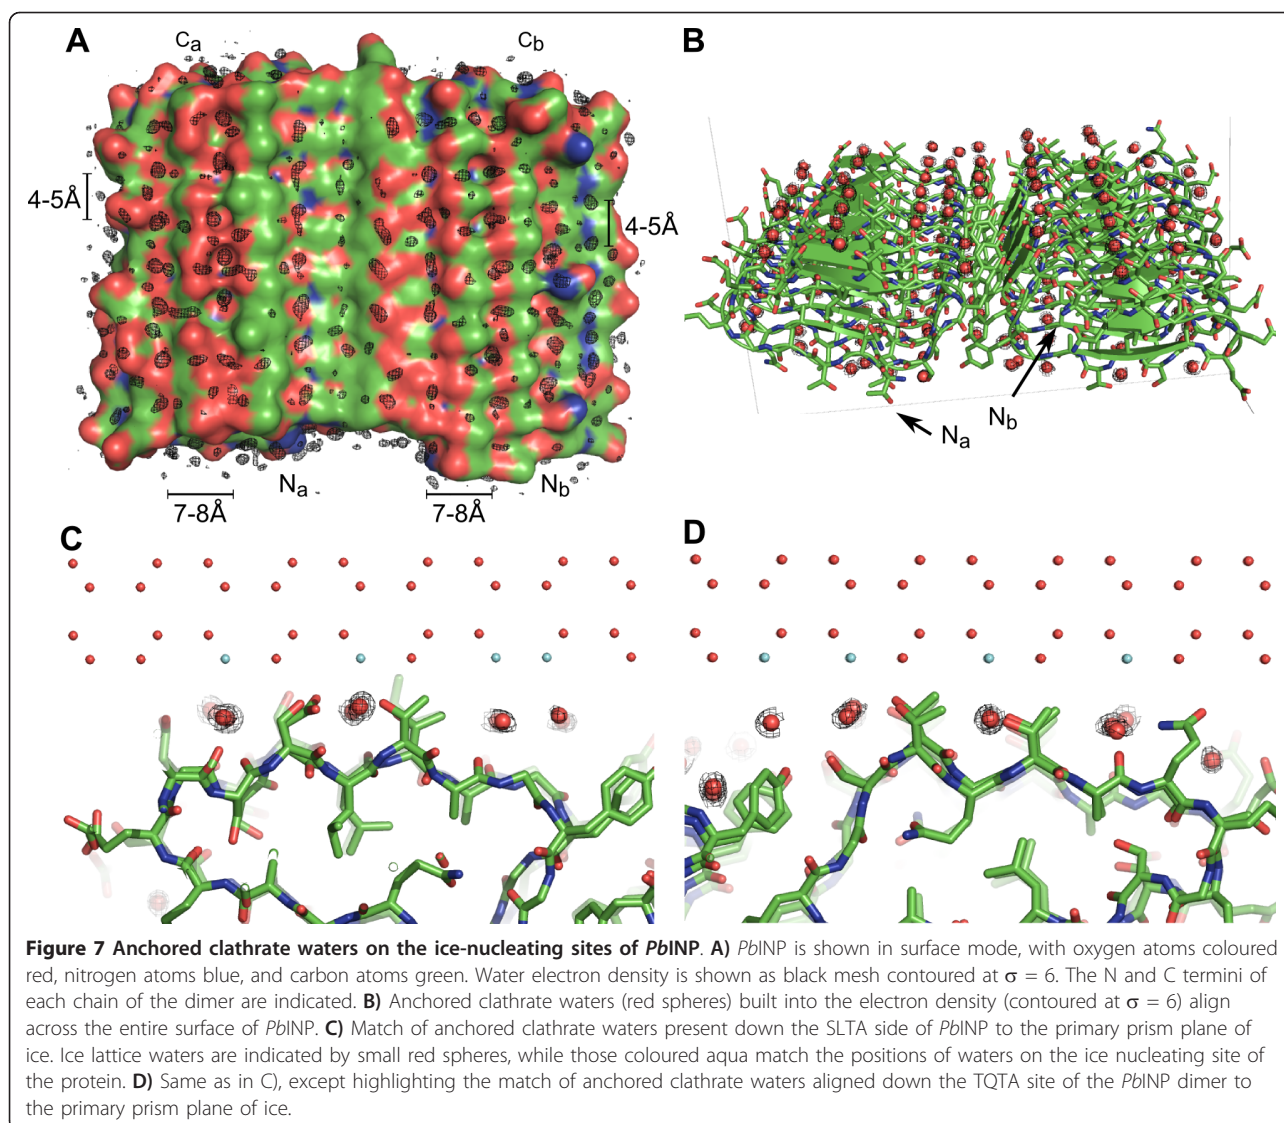 A
C_a
C_b
4-5Å
4-5Å
N_a
N_b
7-8Å
7-8Å
B
N_a
N_b
C
D
Figure 7 Anchored clathrate waters on the ice-nucleating sites of PbINP. A) PbINP is shown in surface mode, with oxygen atoms coloured
red, nitrogen atoms blue, and carbon atoms green. Water electron density is shown as black mesh contoured at σ = 6. The N and C termini of
each chain of the dimer are indicated. B) Anchored clathrate waters (red spheres) built into the electron density (contoured at σ = 6) align
across the entire surface of PbINP. C) Match of anchored clathrate waters present down the SLTA side of PbINP to the primary prism plane of
ice. Ice lattice waters are indicated by small red spheres, while those coloured aqua match the positions of waters on the ice nucleating site of
the protein. D) Same as in C), except highlighting the match of anchored clathrate waters aligned down the TQTA site of the PbINP dimer to
the primary prism plane of ice.